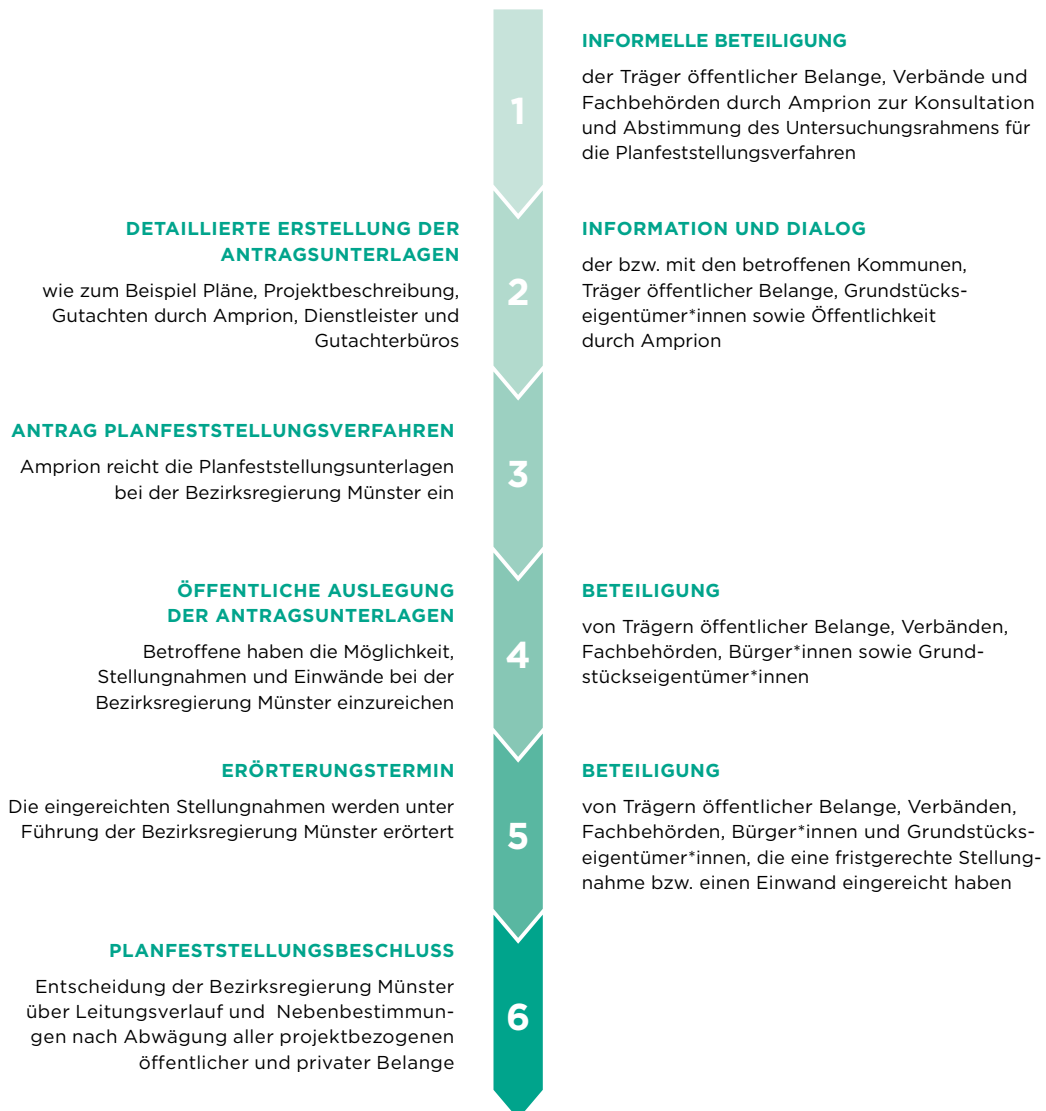 INFORMELLE BETEILIGUNG
der Träger öffentlicher Belange, Verbände und
Fachbehörden durch Amprion zur Konsultation
und Abstimmung des Untersuchungsrahmens für
die Planfeststellungsverfahren
1
DETAILLIERTE ERSTELLUNG DER
ANTRAGSUNTERLAGEN
wie zum Beispiel Pläne, Projektbeschreibung,
Gutachten durch Amprion, Dienstleister und
Gutachterbüros
2
INFORMATION UND DIALOG
der bzw. mit den betroffenen Kommunen,
Träger öffentlicher Belange, Grundstücks-
eigentümer*innen sowie Öffentlichkeit
durch Amprion
ANTRAG PLANFESTSTELLUNGSVERFAHREN
Amprion reicht die Planfeststellungsunterlagen
bei der Bezirksregierung Münster ein
3
ÖFFENTLICHE AUSLEGUNG
DER ANTRAGSUNTERLAGEN
Betroffene haben die Möglichkeit,
Stellungnahmen und Einwände bei der
Bezirksregierung Münster einzureichen
4
BETEILIGUNG
von Trägern öffentlicher Belange, Verbänden,
Fachbehörden, Bürger*innen sowie Grund-
stückseigentümer*innen
ERÖRTERUNGSTERMIN
Die eingereichten Stellungnahmen werden unter
Führung der Bezirksregierung Münster erörtert
5
BETEILIGUNG
von Trägern öffentlicher Belange, Verbänden,
Fachbehörden, Bürger*innen und Grundstücks-
eigentümer*innen, die eine fristgerechte Stellung-
nahme bzw. einen Einwand eingereicht haben
PLANFESTSTELLUNGSBESCHLUSS
Entscheidung der Bezirksregierung Münster
über Leitungsverlauf und Nebenbestimmun-
gen nach Abwägung aller projektbezogenen
öffentlicher und privater Belange
6